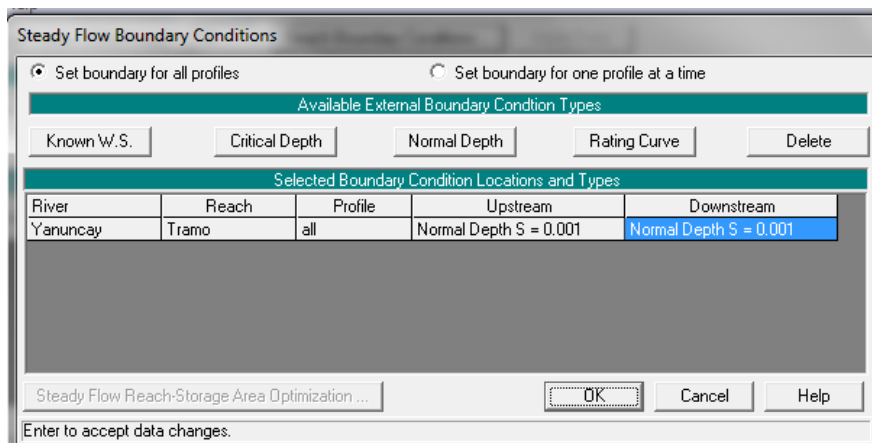 Steady Flow Boundary Conditions
Set boundary for all profiles Set boundary for one profile at a time
Available External Boundary Condtion Types
Known W.S. Critical Depth Normal Depth Rating Curve Delete
Selected Boundary Condition Locations and Types
River Reach Profile Upstream Downstream
Yanuncay Tramo all Normal Depth S = 0.001 Normal Depth S = 0.001
Steady Flow Reach-Storage Area Optimization ... OK Cancel Help
Enter to accept data changes.